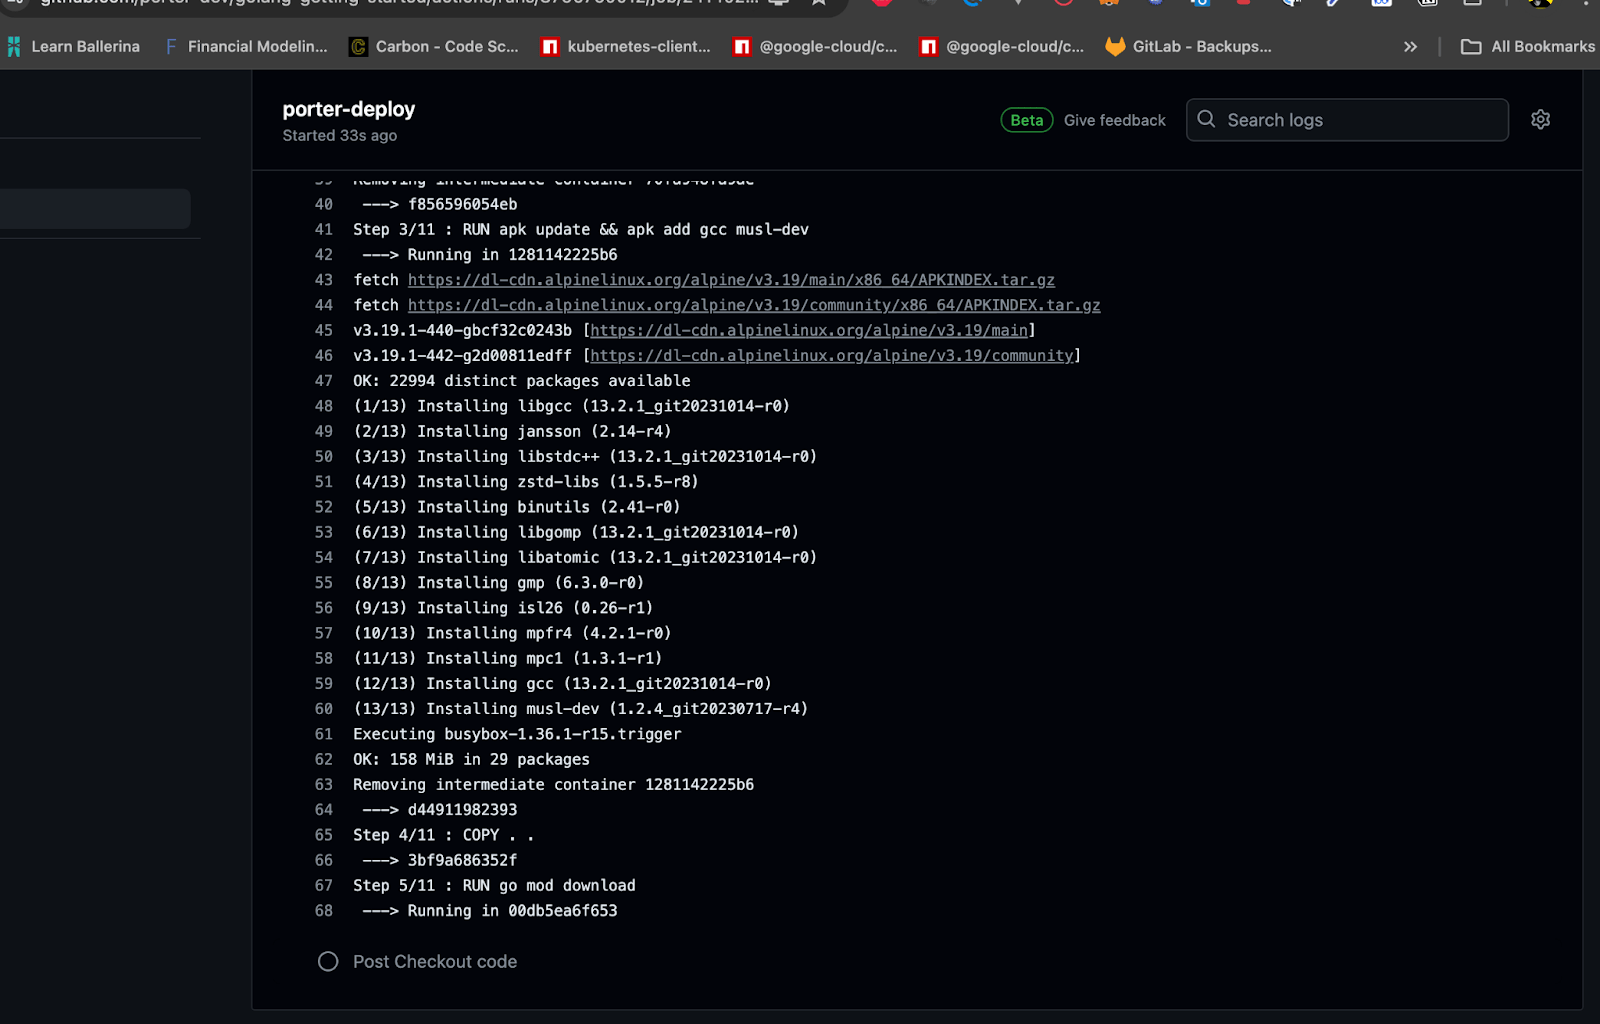 Learn Ballerina
Financial Modelin...
Carbon - Code Sc...
kubernetes-client...
@google-cloud/c...
@google-cloud/c...
GitLab - Backups...
All Bookmarks
porter-deploy
Started 33s ago
Beta
Give feedback
Search logs
39 Removing intermediate container
40 ---> f856596054eb
41 Step 3/11 : RUN apk update && apk add gcc musl-dev
42 ---> Running in 1281142225b6
43 fetch https://dl-cdn.alpinelinux.org/alpine/v3.19/main/x86_64/APKINDEX.tar.gz
44 fetch https://dl-cdn.alpinelinux.org/alpine/v3.19/community/x86_64/APKINDEX.tar.gz
45 v3.19.1-440-gbcf32c0243b [https://dl-cdn.alpinelinux.org/alpine/v3.19/main]
46 v3.19.1-442-g2d00811edff [https://dl-cdn.alpinelinux.org/alpine/v3.19/community]
47 OK: 22994 distinct packages available
48 (1/13) Installing libgcc (13.2.1_git20231014-r0)
49 (2/13) Installing jansson (2.14-r4)
50 (3/13) Installing libstdc++ (13.2.1_git20231014-r0)
51 (4/13) Installing zstd-libs (1.5.5-r8)
52 (5/13) Installing binutils (2.41-r0)
53 (6/13) Installing libgomp (13.2.1_git20231014-r0)
54 (7/13) Installing libatomic (13.2.1_git20231014-r0)
55 (8/13) Installing gmp (6.3.0-r0)
56 (9/13) Installing isl26 (0.26-r1)
57 (10/13) Installing mpfr4 (4.2.1-r0)
58 (11/13) Installing mpc1 (1.3.1-r1)
59 (12/13) Installing gcc (13.2.1_git20231014-r0)
60 (13/13) Installing musl-dev (1.2.4_git20230717-r4)
61 Executing busybox-1.36.1-r15.trigger
62 OK: 158 MiB in 29 packages
63 Removing intermediate container 1281142225b6
64 ---> d44911982393
65 Step 4/11 : COPY . .
66 ---> 3bf9a686352f
67 Step 5/11 : RUN go mod download
68 ---> Running in 00db5ea6f653
Post Checkout code